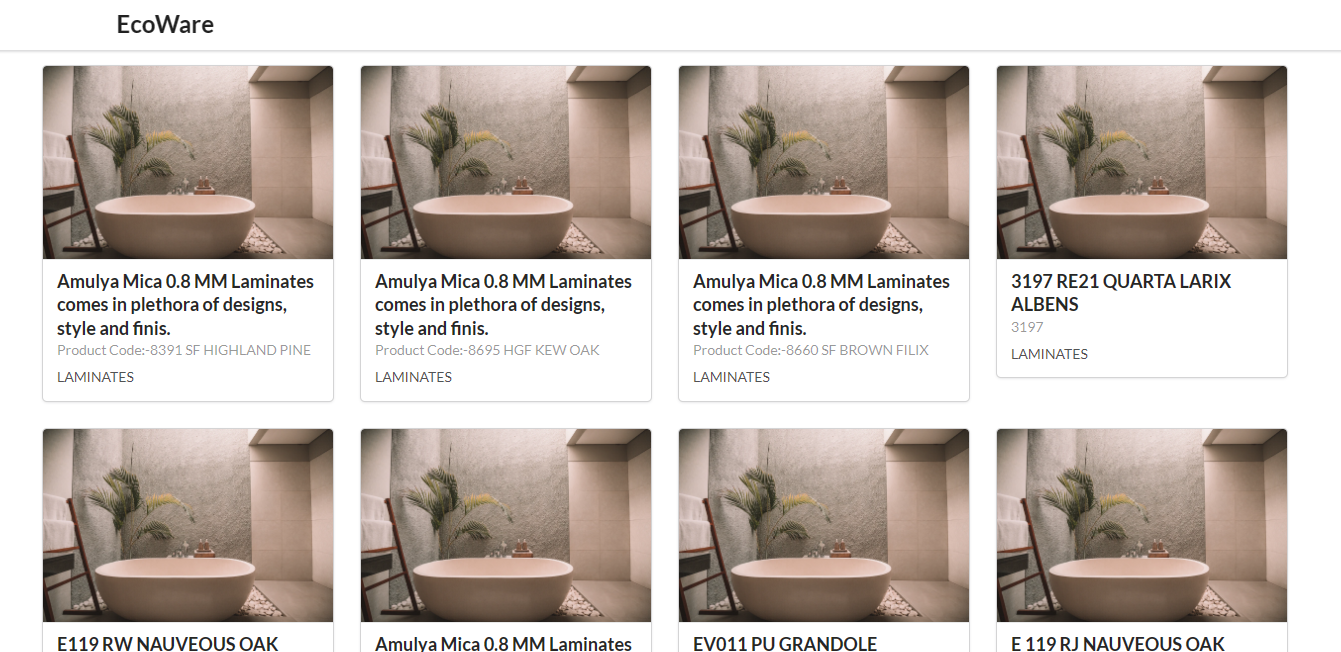 EcoWare
Amulya Mica 0.8 MM Laminates
comes in plethora of designs,
style and finis.
Product Code:-8391 SF HIGHLAND PINE
LAMINATES
Amulya Mica 0.8 MM Laminates
comes in plethora of designs,
style and finis.
Product Code:-8695 HGF KEW OAK
LAMINATES
Amulya Mica 0.8 MM Laminates
comes in plethora of designs,
style and finis.
Product Code:-8660 SF BROWN FILIX
LAMINATES
3197 RE21 QUARTA LARIX
ALBENS
3197
LAMINATES
E119 RW NAUVEOUS OAK
Amulya Mica 0.8 MM Laminates
EV011 PU GRANDOLE
E 119 RJ NAUVEOUS OAK